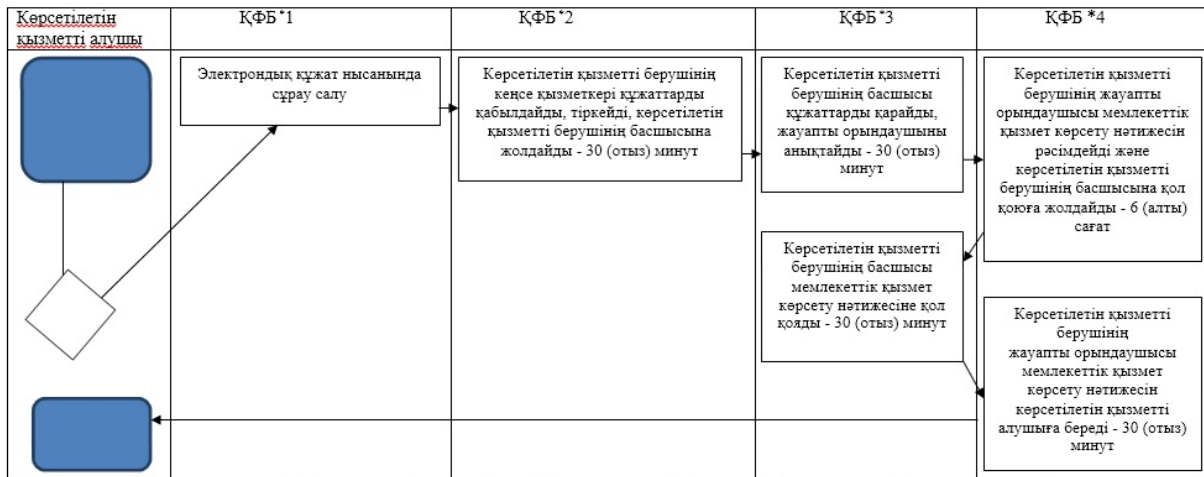 Көрсетілетін
қызметті алушы
ҚФБ*1
ҚФБ*2
ҚФБ*3
ҚФБ *4
Электрондық құжат нысанында
сұрау салу
Көрсетілетін қызметті берушінің
кеңсе қызметкері құжаттарды
қабылдайды, тіркейді, көрсетілетін
қызметті берушінің басшысына
жолдайды - 30 (отыз) минут
Көрсетілетін қызметті
берушінің басшысы
құжаттарды қарайды,
жауапты орындаушыны
анықтайды - 30 (отыз)
минут
Көрсетілетін қызметті
берушінің жауапты
орындаушысы мемлекеттік
қызмет көрсету нәтижесін
рәсімдейді және
көрсетілетін қызметті
берушінің басшысына қол
қоюға жолдайды - 6 (алты)
сағат
Көрсетілетін қызметті
берушінің басшысы
мемлекеттік қызмет
көрсету нәтижесіне қол
қояды - 30 (отыз) минут
Көрсетілетін қызметті
берушінің
жауапты орындаушысы
мемлекеттік қызмет
көрсету нәтижесін
көрсетілетін қызметті
алушыға береді - 30 (отыз)
минут